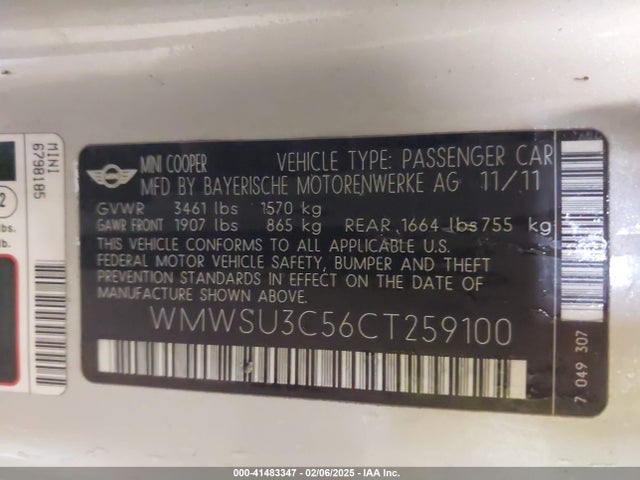 MINI COOPER VEHICLE TYPE: PASSENGER CAR
MFD BY BAYERISCHE MOTORENWERKE AG 11/11
GVWR 3461 lbs 1570 kg
GAWR FRONT 1907 lbs 865 kg REAR 1664 lbs 755 kg
THIS VEHICLE CONFORMS TO ALL APPLICABLE U.S.
FEDERAL MOTOR VEHICLE SAFETY, BUMPER AND THEFT
PREVENTION STANDARDS IN EFFECT ON THE DATE OF
MANUFACTURE SHOWN ABOVE.
WMWSU3C56CT259100
7 049 307
MINI
6798185
2
lbs.
lb.
000-41483347 - 02/06/2025 - IAA Inc.